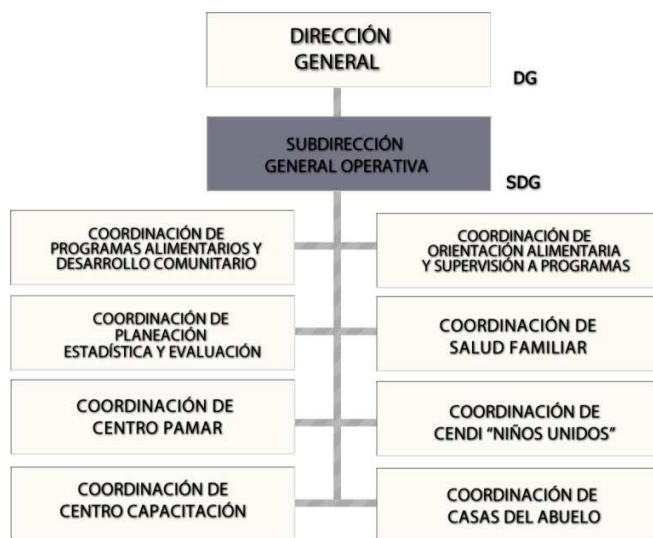 DIRECCIÓN
GENERAL
DG
SUBDIRECCIÓN
GENERAL OPERATIVA
SDG
COORDINACIÓN DE
PROGRAMAS ALIMENTARIOS Y
DESARROLLO COMUNITARIO
COORDINACIÓN DE
ORIENTACIÓN ALIMENTARIA
Y SUPERVISIÓN A PROGRAMAS
COORDINACIÓN DE
PLANEACIÓN
ESTADÍSTICA Y EVALUACIÓN
COORDINACIÓN DE
SALUD FAMILIAR
COORDINACIÓN DE
CENTRO PAMAR
COORDINACIÓN DE
CENDI “NIÑOS UNIDOS”
COORDINACIÓN DE
CENTRO CAPACITACIÓN
COORDINACIÓN DE
CASAS DEL ABUELO